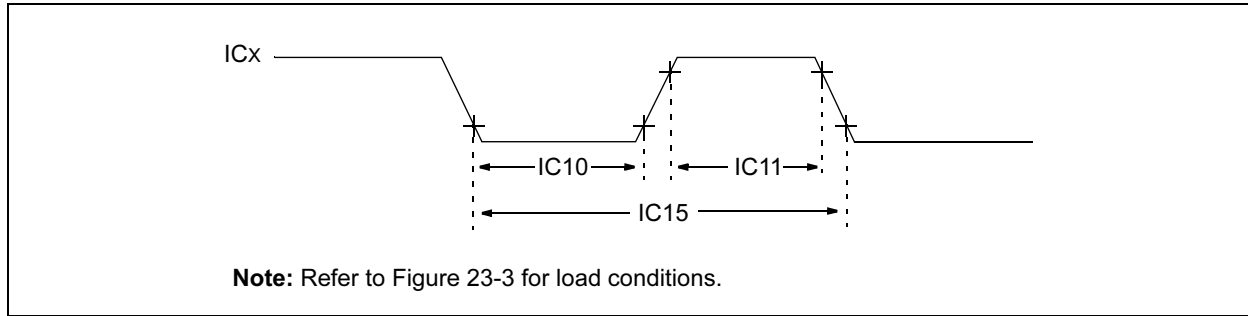 ICx
IC10
IC11
IC15
Note: Refer to Figure 23-3 for load conditions.